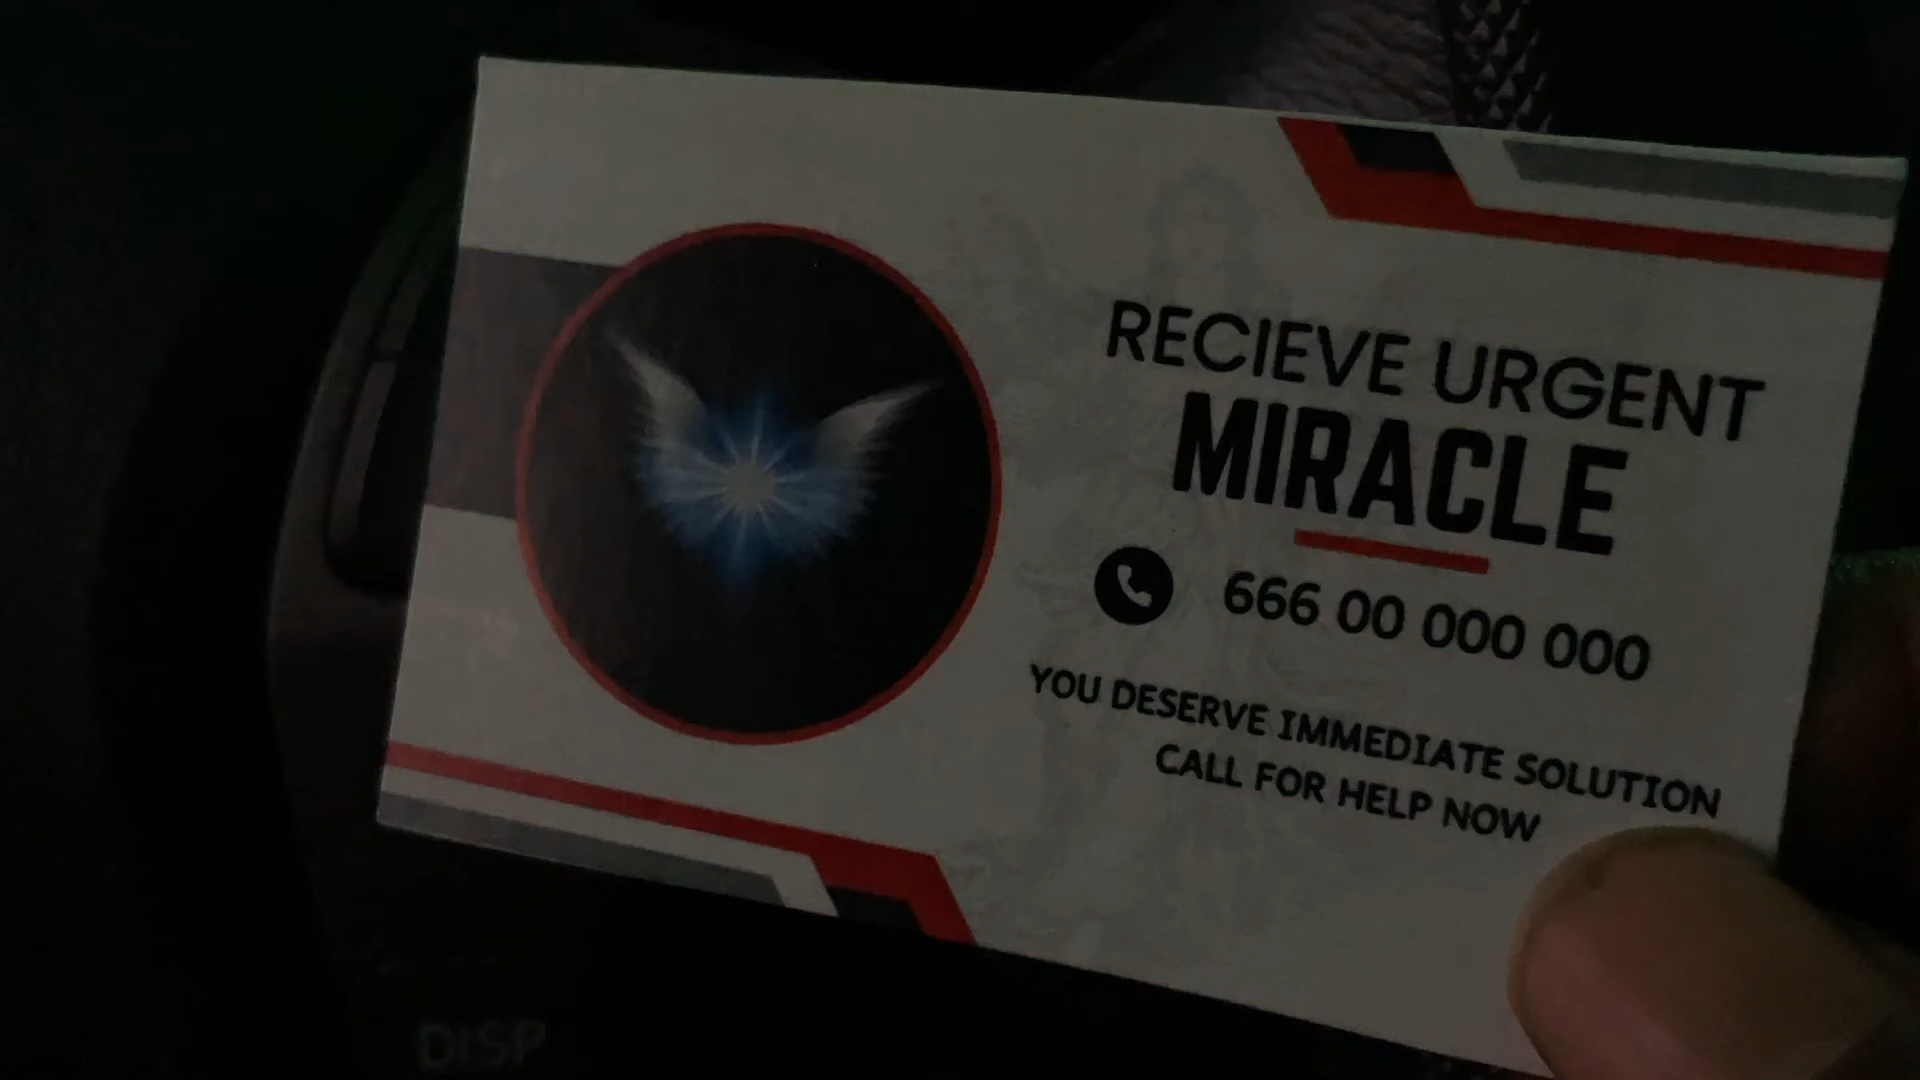 RECIEVE URGENT
MIRACLE
666 00 000 000
YOU DESERVE IMMEDIATE SOLUTION
CALL FOR HELP NOW
DISP